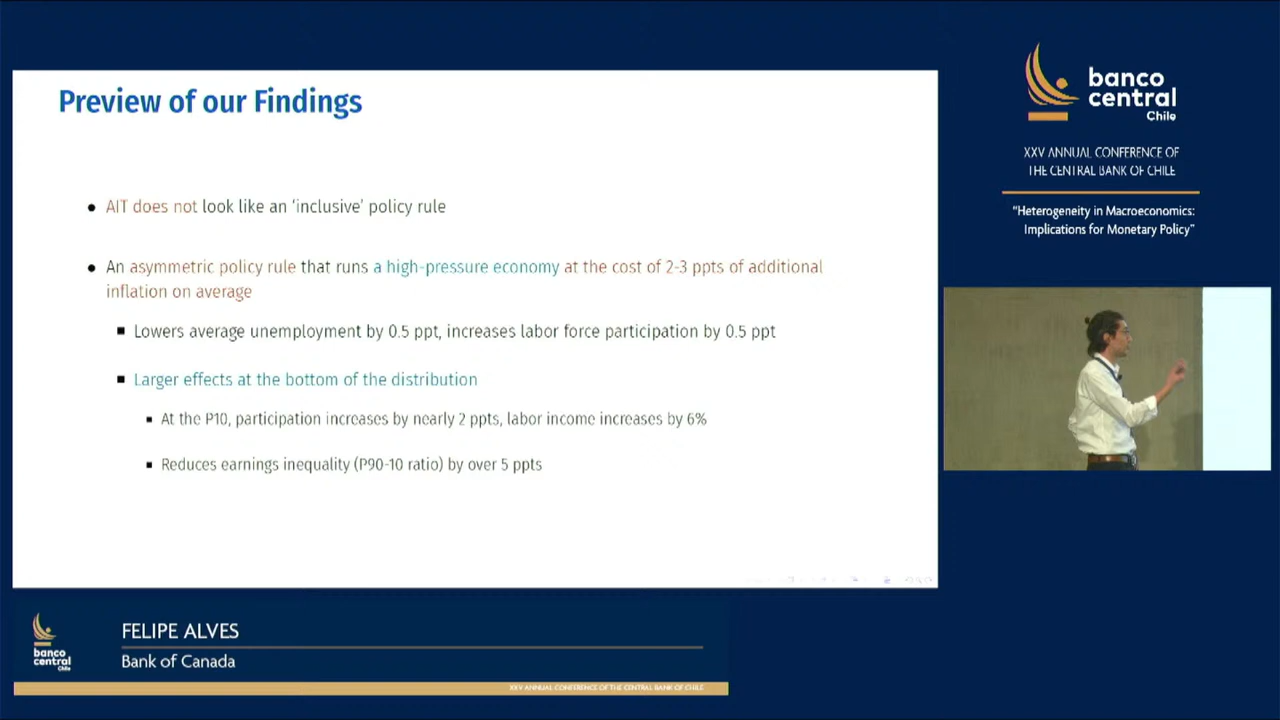 Preview of our Findings
• AIT does not look like an ‘inclusive’ policy rule
• An asymmetric policy rule that runs a high-pressure economy at the cost of 2-3 ppts of additional
inflation on average
▪ Lowers average unemployment by 0.5 ppt, increases labor force participation by 0.5 ppt
▪ Larger effects at the bottom of the distribution
▪ At the P10, participation increases by nearly 2 ppts, labor income increases by 6%
▪ Reduces earnings inequality (P90-10 ratio) by over 5 ppts
banco
central
Chile
XXV ANNUAL CONFERENCE OF
THE CENTRAL BANK OF CHILE
“Heterogeneity in Macroeconomics:
Implications for Monetary Policy”
banco
central
Chile
FELIPE ALVES
Bank of Canada
XXV ANNUAL CONFERENCE OF THE CENTRAL BANK OF CHILE